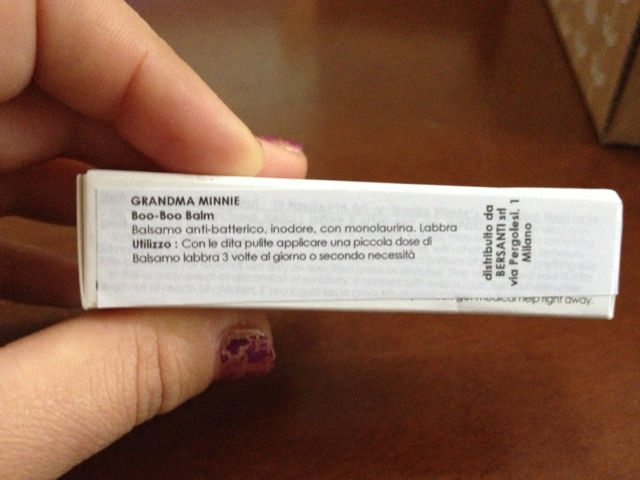 GRANDMA MINNIE
Boo-Boo Balm
Balsamo anti-batterico, inodore, con monolaurina. Labbra
Utilizzo : Con le dita pulite applicare una piccola dose di
Balsamo labbra 3 volte al giorno o secondo necessità
distribuito da
BERSANTI srl
via Pergolesi, 1
Milano
medical help right away.